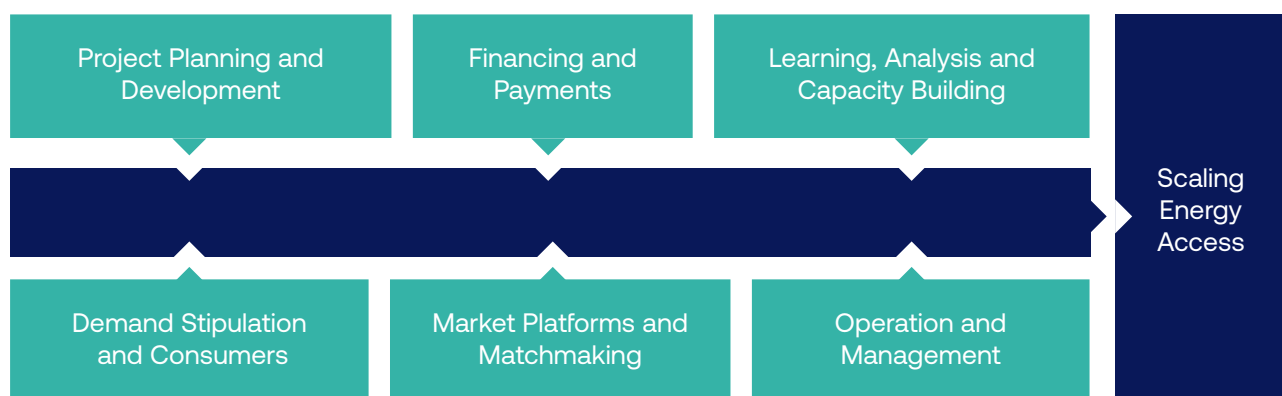 Project Planning and
Development
Financing and
Payments
Learning, Analysis and
Capacity Building
Scaling
Energy
Access
Demand Stipulation
and Consumers
Market Platforms and
Matchmaking
Operation and
Management